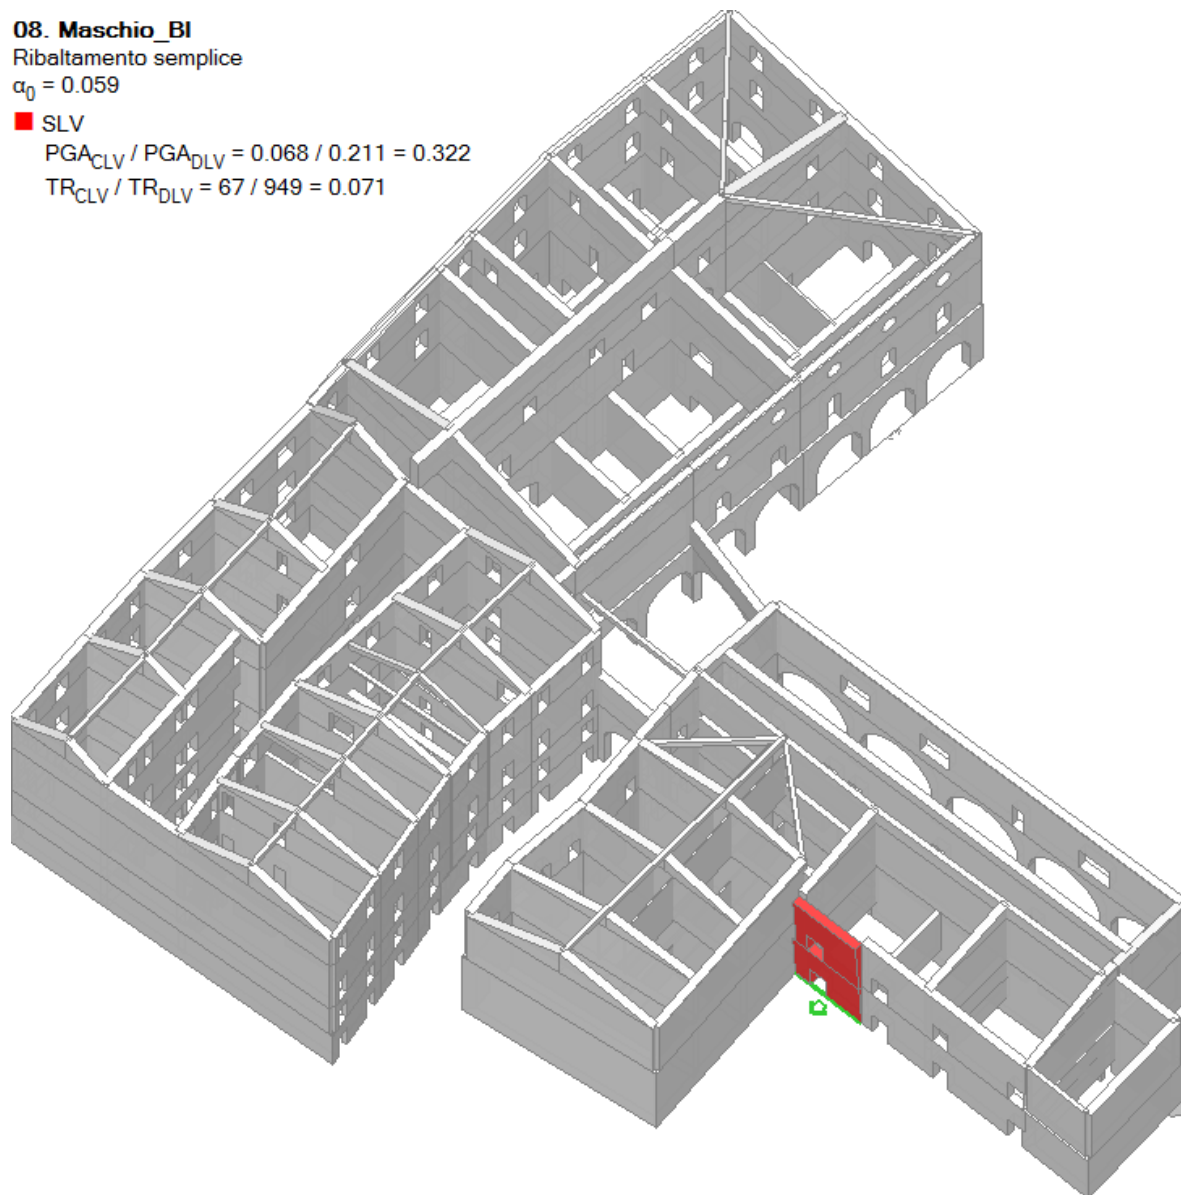 08. Maschio_BI
Ribaltamento semplice
α0 = 0.059
SLV
PGACLV / PGADLV = 0.068 / 0.211 = 0.322
TRCLV / TRDLV = 67 / 949 = 0.071